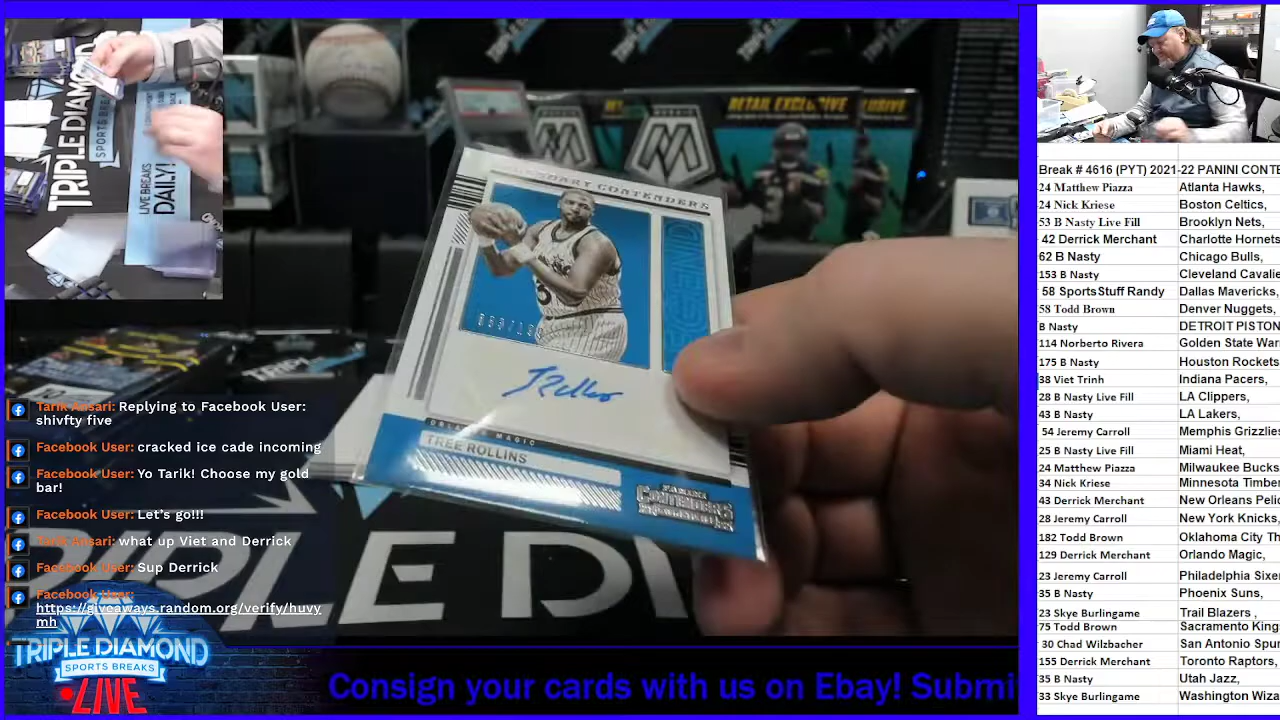 TRIPLE DIAMOND
SPORTS BREAKS
LIVE BREAKS
DAILY!
RETAIL EXCLUSIVE
CONTENDERS
ORLANDO MAGIC
TREE ROLLINS
PANINI
CONTENDERS
Tarik Ansari: Replying to Facebook User:
shivfty five
Facebook User: cracked ice cade incoming
Facebook User: Yo Tarik! Choose my gold
bar!
Facebook User: Let's go!!!
Tarik Ansari: what up Viet and Derrick
Facebook User: Sup Derrick
Facebook User:
https://giveaways.random.org/verify/huvy
mh
TRIPLE DIAMOND
SPORTS BREAKS
LIVE
Consign your cards
on Ebay!
Break # 4616 (PYT) 2021-22 PANINI CONTE
24 Matthew Piazza Atlanta Hawks,
24 Nick Kriese Boston Celtics,
53 B Nasty Live Fill Brooklyn Nets,
42 Derrick Merchant Charlotte Hornets
62 B Nasty Chicago Bulls,
153 B Nasty Cleveland Cavalie
58 SportsStuff Randy Dallas Mavericks,
58 Todd Brown Denver Nuggets,
B Nasty DETROIT PISTON
114 Norberto Rivera Golden State War
175 B Nasty Houston Rockets
38 Viet Trinh Indiana Pacers,
28 B Nasty Live Fill LA Clippers,
43 B Nasty LA Lakers,
54 Jeremy Carroll Memphis Grizzlies
25 B Nasty Live Fill Miami Heat,
24 Matthew Piazza Milwaukee Bucks
34 Nick Kriese Minnesota Timber
43 Derrick Merchant New Orleans Peli
28 Jeremy Carroll New York Knicks
182 Todd Brown Oklahoma City Th
129 Derrick Merchant Orlando Magic,
23 Jeremy Carroll Philadelphia Sixe
35 B Nasty Phoenix Suns,
23 Skye Burlingame Trail Blazers ,
75 Todd Brown Sacramento King
30 Derrick Merchant San Antonio Sp
Toronto Raptors
35 B Nasty Utah Jazz,
33 Skye Burlingame Washington Wiza